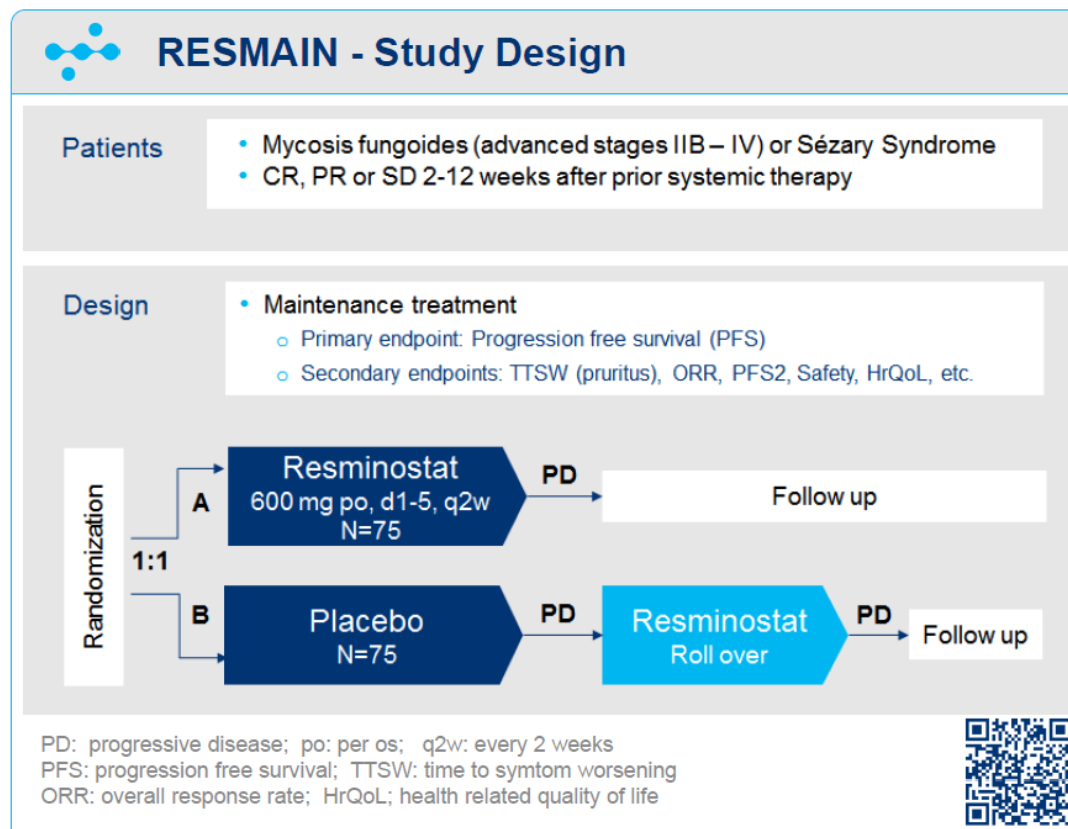 RESMAIN - Study Design
Patients
• Mycosis fungoides (advanced stages IIB – IV) or Sézary Syndrome
• CR, PR or SD 2-12 weeks after prior systemic therapy
Design
• Maintenance treatment
o Primary endpoint: Progression free survival (PFS)
o Secondary endpoints: TTSW (pruritus), ORR, PFS2, Safety, HrQoL, etc.
Randomization
1:1
A
Resminostat
600 mg po, d1-5, q2w
N=75
PD
Follow up
B
Placebo
N=75
PD
Resminostat
Roll over
PD
Follow up
PD: progressive disease; po: per os; q2w: every 2 weeks
PFS: progression free survival; TTSW: time to symtom worsening
ORR: overall response rate; HrQoL; health related quality of life